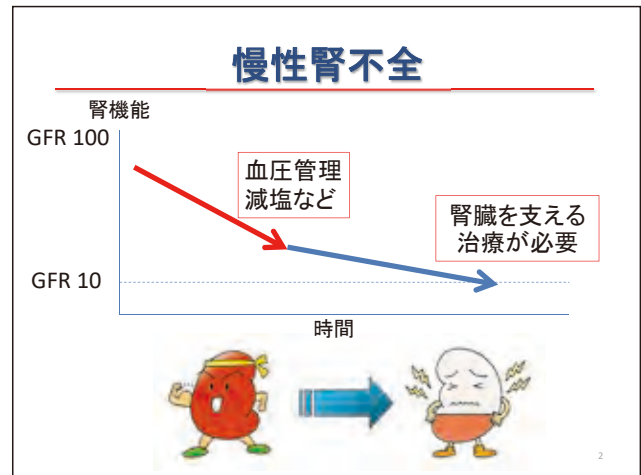 慢性腎不全
腎機能
GFR 100
血圧管理
減塩など
腎臓を支える
治療が必要
GFR 10
時間
2